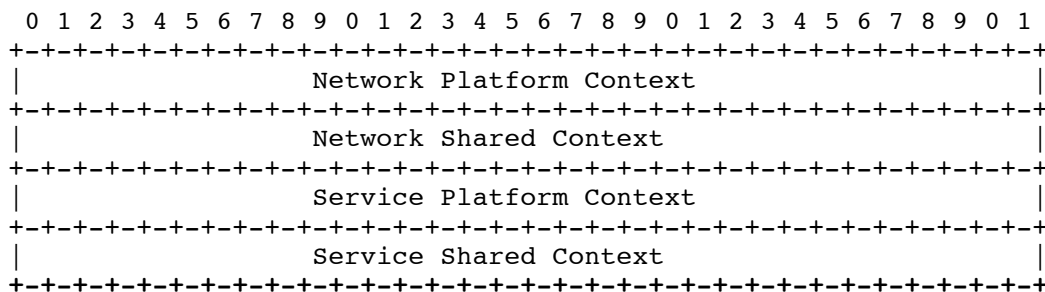 0 1 2 3 4 5 6 7 8 9 0 1 2 3 4 5 6 7 8 9 0 1 2 3 4 5 6 7 8 9 0 1
+-+-+-+-+-+-+-+-+-+-+-+-+-+-+-+-+-+-+-+-+-+-+-+-+-+-+-+-+-+-+-+-+
|                  Network Platform Context                     |
+-+-+-+-+-+-+-+-+-+-+-+-+-+-+-+-+-+-+-+-+-+-+-+-+-+-+-+-+-+-+-+-+
|                  Network Shared Context                       |
+-+-+-+-+-+-+-+-+-+-+-+-+-+-+-+-+-+-+-+-+-+-+-+-+-+-+-+-+-+-+-+-+
|                  Service Platform Context                     |
+-+-+-+-+-+-+-+-+-+-+-+-+-+-+-+-+-+-+-+-+-+-+-+-+-+-+-+-+-+-+-+-+
|                  Service Shared Context                       |
+-+-+-+-+-+-+-+-+-+-+-+-+-+-+-+-+-+-+-+-+-+-+-+-+-+-+-+-+-+-+-+-+